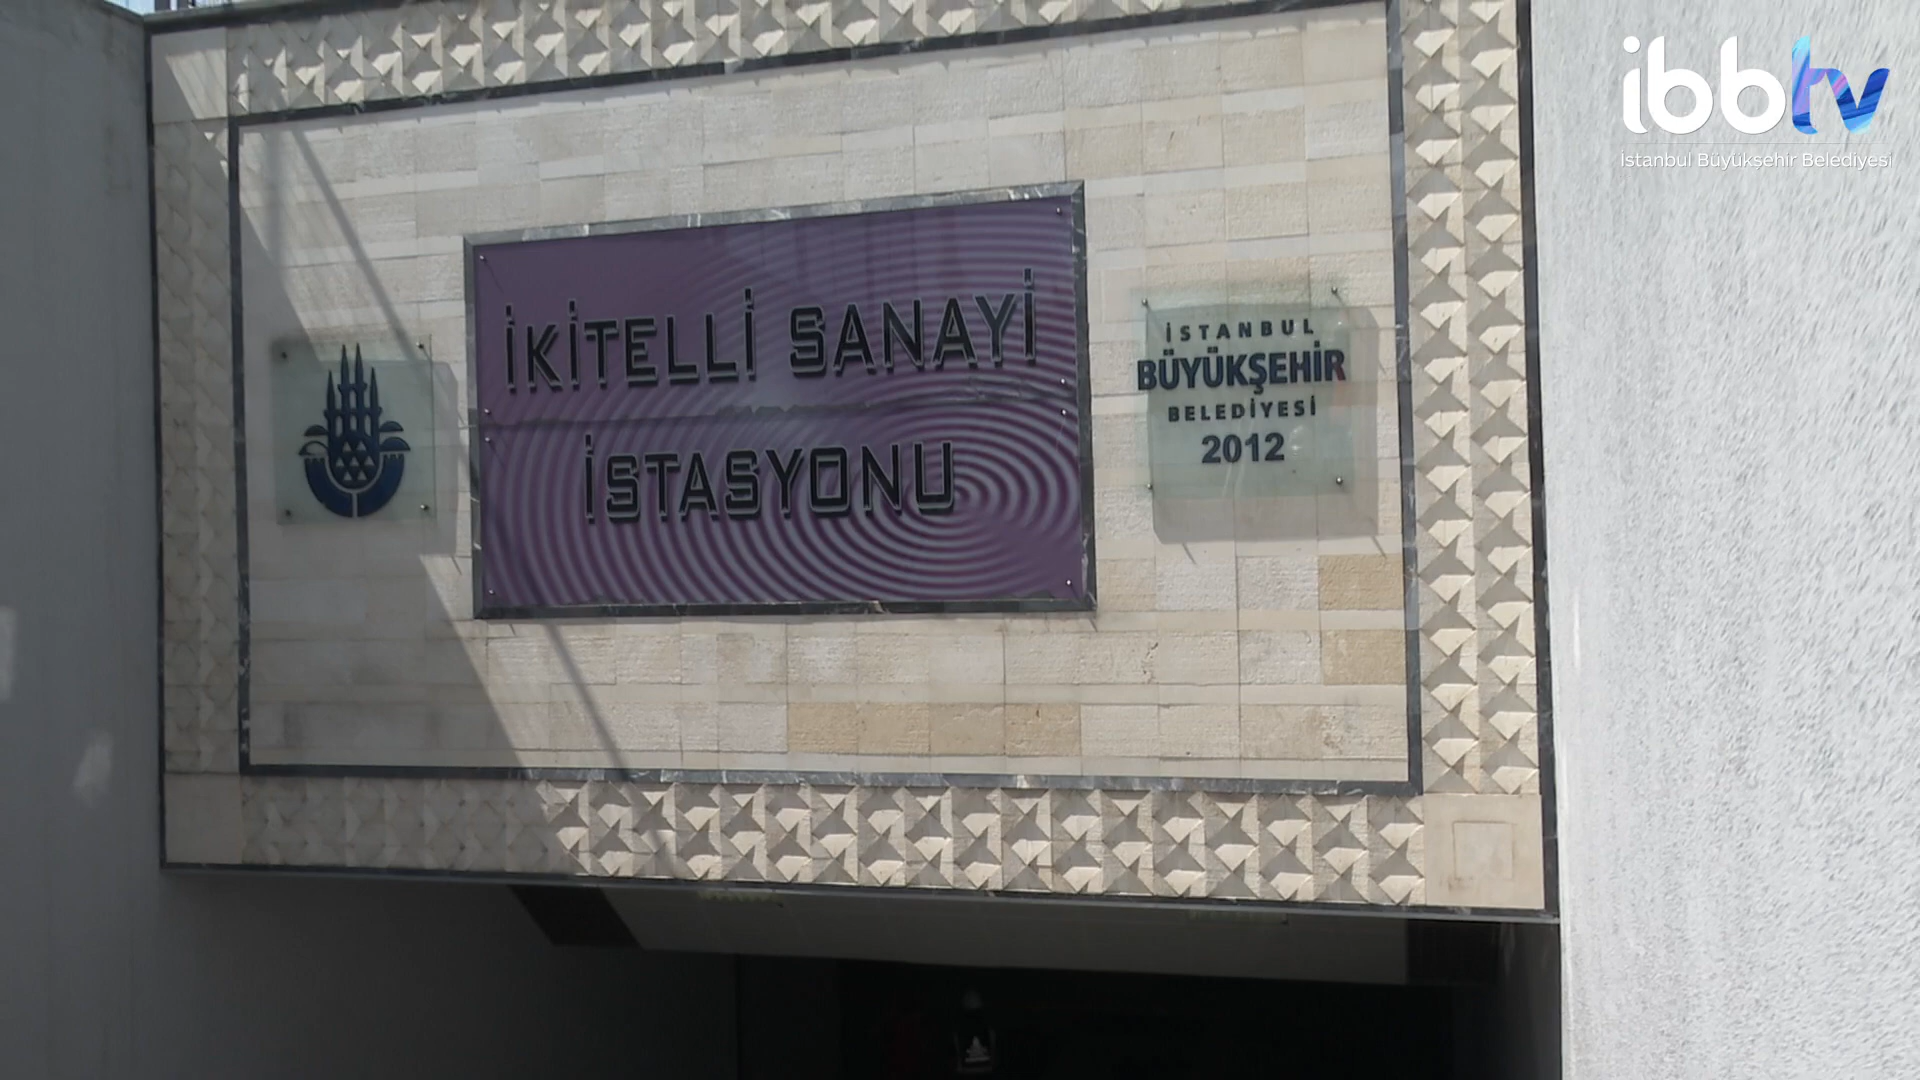 ibbtv
İstanbul Büyükşehir Belediyesi
İKİTELLİ SANAYİ
İSTASYONU
İSTANBUL
BÜYÜKŞEHİR
BELEDİYESİ
2012